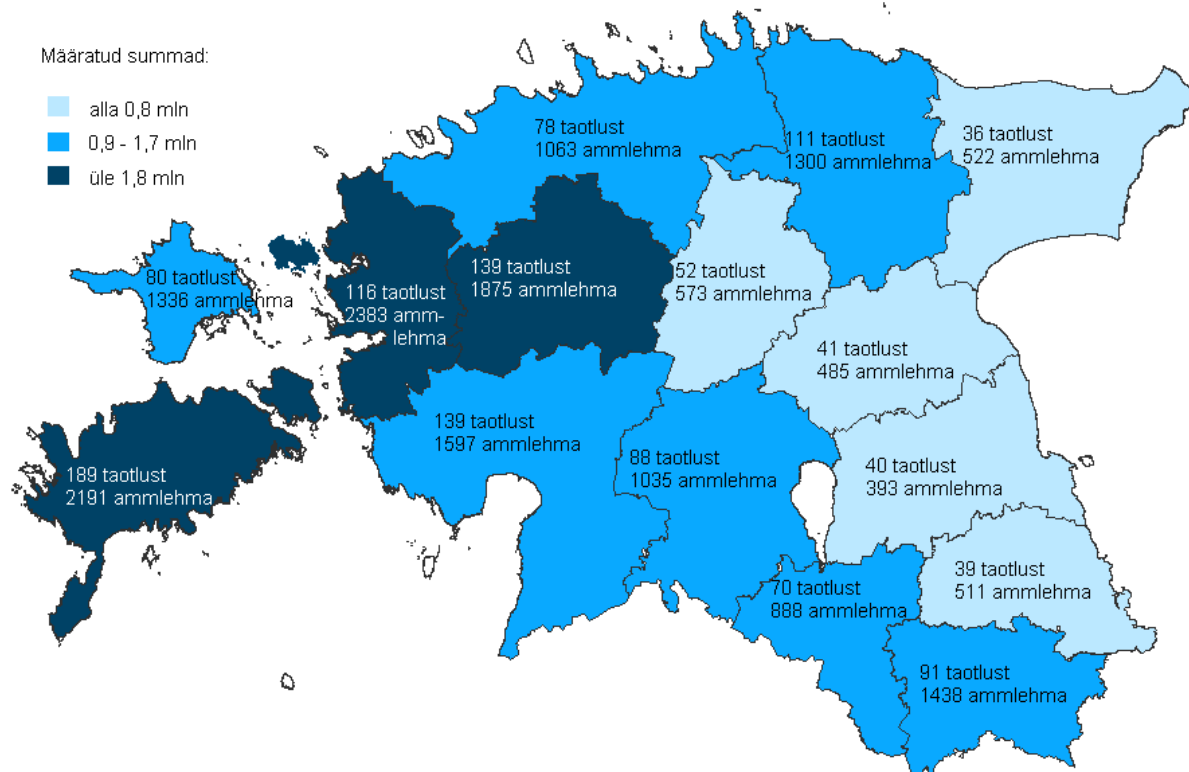 Määratud summad:
alla 0,8 mln
0,9 - 1,7 mln
üle 1,8 mln
78 taotlust
1063 ammlehma
111 taotlust
1300 ammlehma
36 taotlust
522 ammlehma
80 taotlust
1336 ammlehma
116 taotlust
2383 amm-
lehma
139 taotlust
1875 ammlehma
52 taotlust
573 ammlehma
41 taotlust
485 ammlehma
189 taotlust
2191 ammlehma
139 taotlust
1597 ammlehma
88 taotlust
1035 ammlehma
40 taotlust
393 ammlehma
39 taotlust
511 ammlehma
70 taotlust
888 ammlehma
91 taotlust
1438 ammlehma